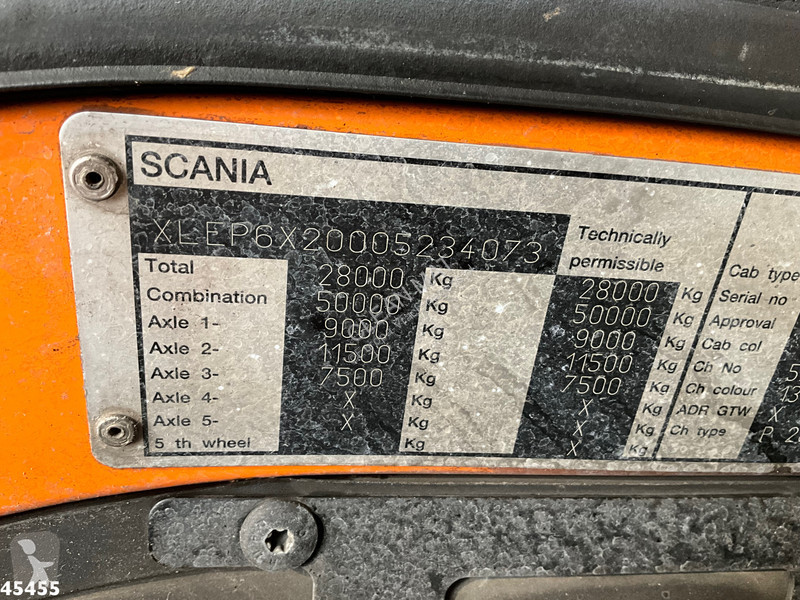 SCANIA
XLEP6X20005234073
Technically
permissible
Total 28000 Kg 28000 Kg
Combination 50000 Kg 50000 Kg
Axle 1- 9000 Kg 9000 Kg
Axle 2- 11500 Kg 11500 Kg
Axle 3- 7500 Kg 7500 Kg
Axle 4- X Kg X Kg
Axle 5- X Kg X Kg
5 th wheel X Kg X Kg
Cab type
Serial no
Approval
Cab col
Ch No 5
Ch colour 13
ADR GTW X
Ch type P 2
45455